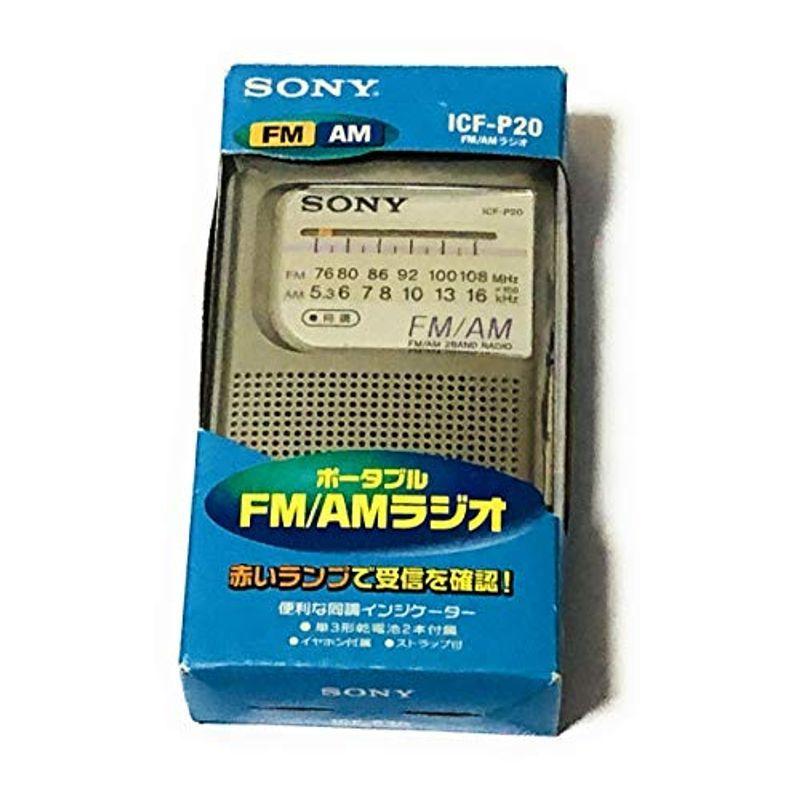 SONY
FM AM
ICF-P20
FM/AMラジオ
SONY
ICF-P20
FM 76 80 86 92 100 108 MHz
AM 5.3 6 7 8 10 13 16 kHz
同調
FM/AM
FM/AM 2BAND RADIO
ポータブル
FM/AMラジオ
赤いランプで受信を確認！
便利な同調インジケーター
●単3形乾電池2本付属
●イヤホン付属 ●ストラップ付
SONY
ICF-P20